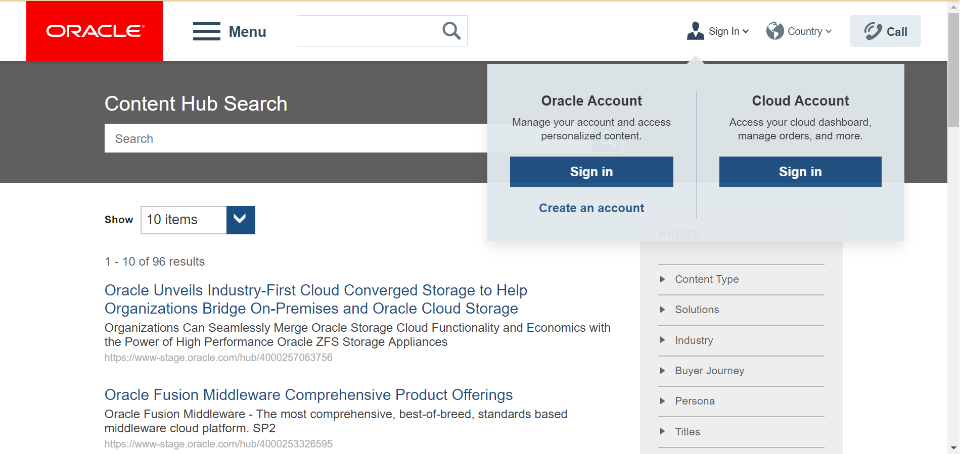 ORACLE
Menu
Sign In
Country
Call
Content Hub Search
Search
Oracle Account
Manage your account and access
personalized content.
Sign in
Create an account
Cloud Account
Access your cloud dashboard,
manage orders, and more.
Sign in
Show
10 items
1 - 10 of 96 results
Oracle Unveils Industry-First Cloud Converged Storage to Help
Organizations Bridge On-Premises and Oracle Cloud Storage
Organizations Can Seamlessly Merge Oracle Storage Cloud Functionality and Economics with
the Power of High Performance Oracle ZFS Storage Appliances
https://www-stage.oracle.com/hub/4000257063756
Oracle Fusion Middleware Comprehensive Product Offerings
Oracle Fusion Middleware - The most comprehensive, best-of-breed, standards based
middleware cloud platform. SP2
https://www-stage.oracle.com/hub/4000253326595
Filters
Content Type
Solutions
Industry
Buyer Journey
Persona
Titles